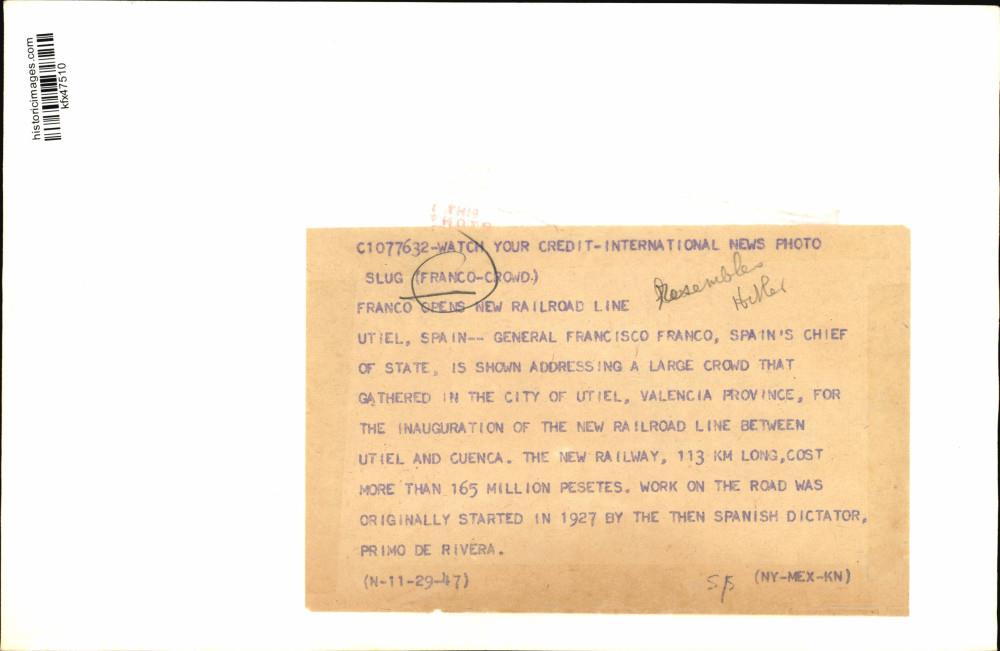 historicimages.com
kfx47510
THIS
C1077632-WATCH YOUR CREDIT-INTERNATIONAL NEWS PHOTO
SLUG (FRANCO-CROWD.)
FRANCO OPENS NEW RAILROAD LINE
Resembles
Hitler
UTIEL, SPAIN-- GENERAL FRANCISCO FRANCO, SPAIN'S CHIEF
OF STATE, IS SHOWN ADDRESSING A LARGE CROWD THAT
GATHERED IN THE CITY OF UTIEL, VALENCIA PROVINCE, FOR
THE INAUGURATION OF THE NEW RAILROAD LINE BETWEEN
UTIEL AND CUENCA. THE NEW RAILWAY, 113 KM LONG,COST
MORE THAN 165 MILLION PESETES. WORK ON THE ROAD WAS
ORIGINALLY STARTED IN 1927 BY THE THEN SPANISH DICTATOR,
PRIMO DE RIVERA.
(N-11-29-47) (NY-MEX-KN)